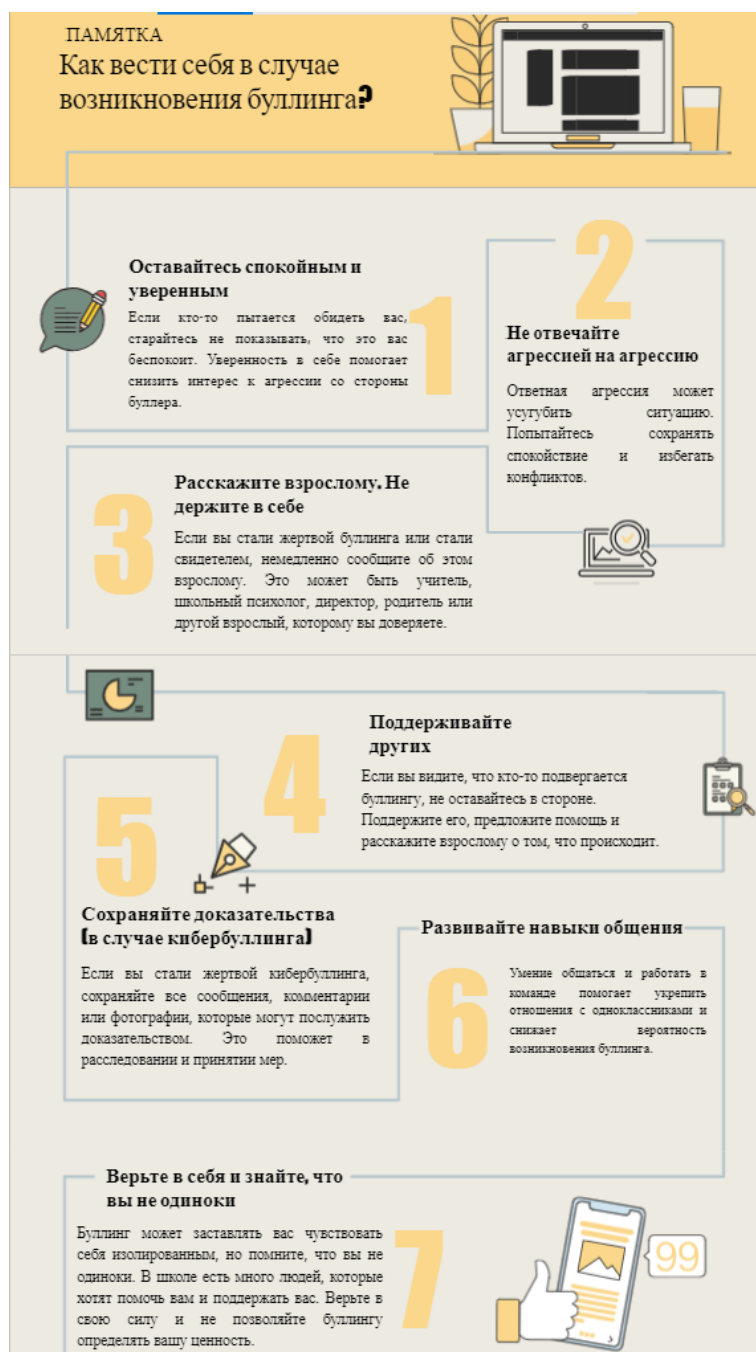 ПАМЯТКА
Как вести себя в случае
возникновения буллинга?
1
Оставайтесь спокойным и
уверенным
Если кто-то пытается обидеть вас,
старайтесь не показывать, что это вас
беспокоит. Уверенность в себе помогает
снизить интерес к агрессии со стороны
буллера.
2
Не отвечайте
агрессией на агрессию
Ответная агрессия может
усугубить ситуацию.
Попытайтесь сохранять
спокойствие и избегать
конфликтов.
3
Расскажите взрослому. Не
держите в себе
Если вы стали жертвой буллинга или стали
свидетелем, немедленно сообщите об этом
взрослому. Это может быть учитель,
школьный психолог, директор, родитель или
другой взрослый, которому вы доверяете.
4
Поддерживайте
других
Если вы видите, что кто-то подвергается
буллингу, не оставайтесь в стороне.
Поддержите его, предложите помощь и
расскажите взрослому о том, что происходит.
5
Сохраняйте доказательства
(в случае кибербуллинга)
Если вы стали жертвой кибербуллинга,
сохраняйте все сообщения, комментарии
или фотографии, которые могут послужить
доказательством. Это поможет в
расследовании и принятии мер.
6
Развивайте навыки общения
Умение общаться и работать в
команде помогает укрепить
отношения с одноклассниками и
снижает вероятность
возникновения буллинга.
7
Верьте в себя и знайте, что
вы не одиноки
Буллинг может заставлять вас чувствовать
себя изолированным, но помните, что вы не
одиноки. В школе есть много людей, которые
хотят помочь вам и поддержать вас. Верьте в
свою силу и не позволяйте буллингу
определять вашу ценность.
99